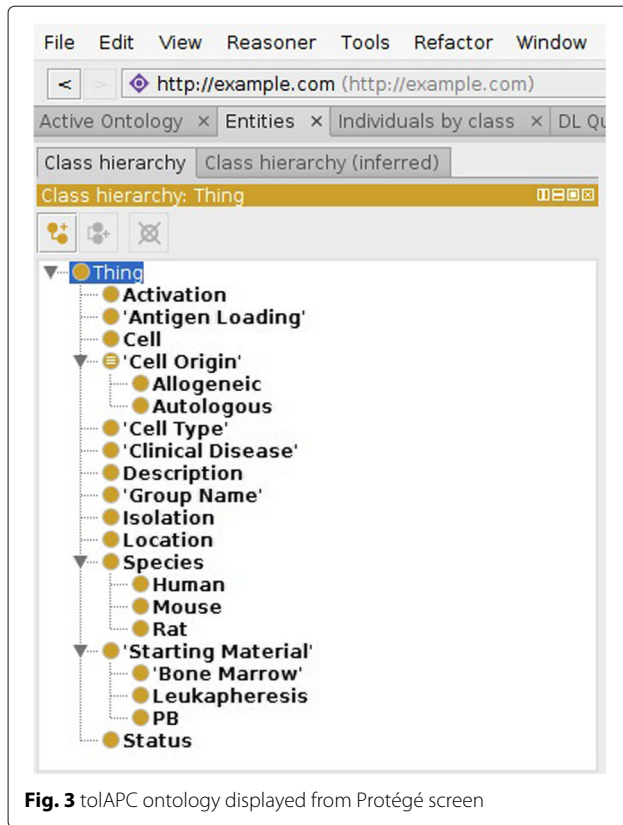 File Edit View Reasoner Tools Refactor Window
< > http://example.com (http://example.com)
Active Ontology × Entities × Individuals by class × DL Qu
Class hierarchy Class hierarchy (inferred)
Class hierarchy: Thing
Thing
Activation
'Antigen Loading'
Cell
'Cell Origin'
Allogeneic
Autologous
'Cell Type'
'Clinical Disease'
Description
'Group Name'
Isolation
Location
Species
Human
Mouse
Rat
'Starting Material'
'Bone Marrow'
Leukapheresis
PB
Status
Fig. 3 tolAPC ontology displayed from Protégé screen